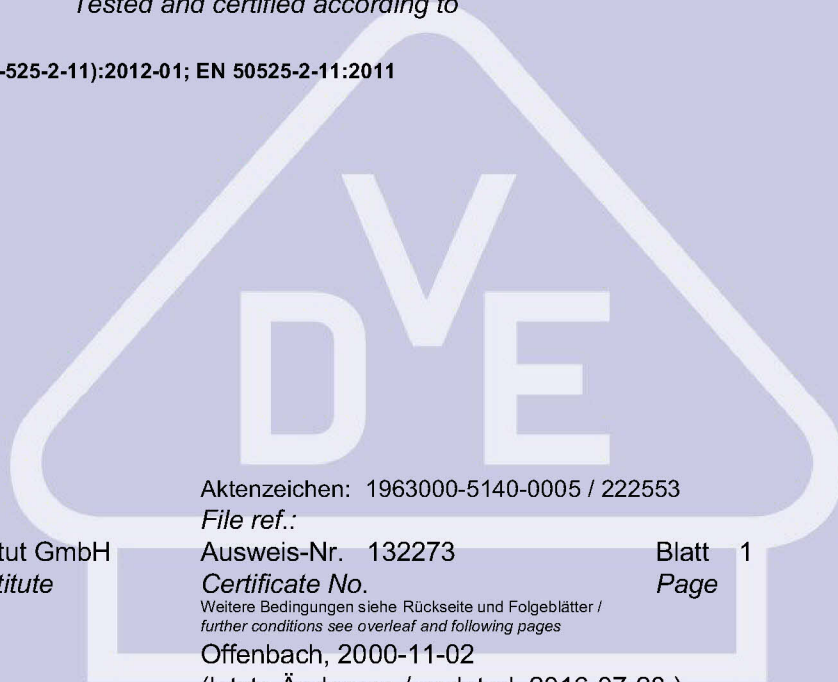 Tested and certified according to
-525-2-11):2012-01; EN 50525-2-11:2011
VDE
Aktenzeichen: 1963000-5140-0005 / 222553
File ref.:
tut GmbH Ausweis-Nr. 132273 Blatt 1
titute Certificate No. Page
Weitere Bedingungen siehe Rückseite und Folgeblätter /
further conditions see overleaf and following pages
Offenbach, 2000-11-02